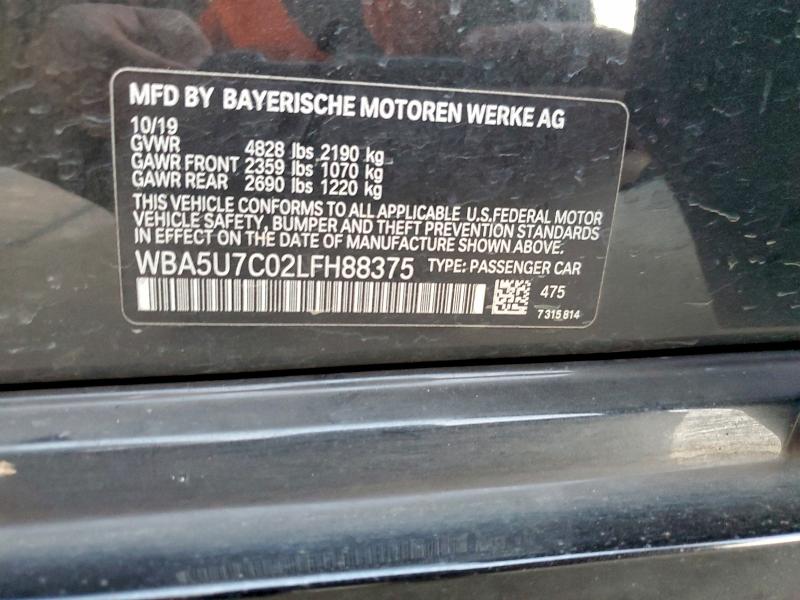 MFD BY BAYERISCHE MOTOREN WERKE AG
10/19
GVWR 4828 lbs 2190 kg
GAWR FRONT 2359 lbs 1070 kg
GAWR REAR 2690 lbs 1220 kg
THIS VEHICLE CONFORMS TO ALL APPLICABLE U.S.FEDERAL MOTOR
VEHICLE SAFETY, BUMPER AND THEFT PREVENTION STANDARDS
IN EFFECT ON THE DATE OF MANUFACTURE SHOWN ABOVE.
WBA5U7C02LFH88375 TYPE: PASSENGER CAR
475
7 315 814